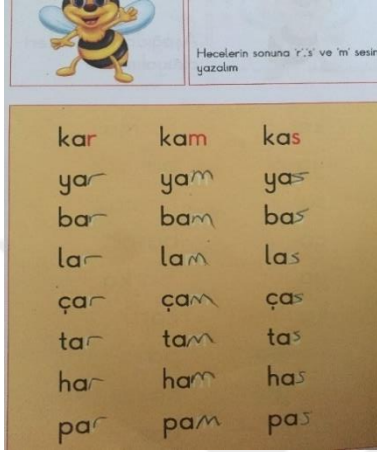 Hecelerin sonuna 'r','s' ve 'm' sesin
yazalım
kar kam kas
yar yam yas
bar bam bas
lar lam las
çar çam ças
tar tam tas
har ham has
par pam pas